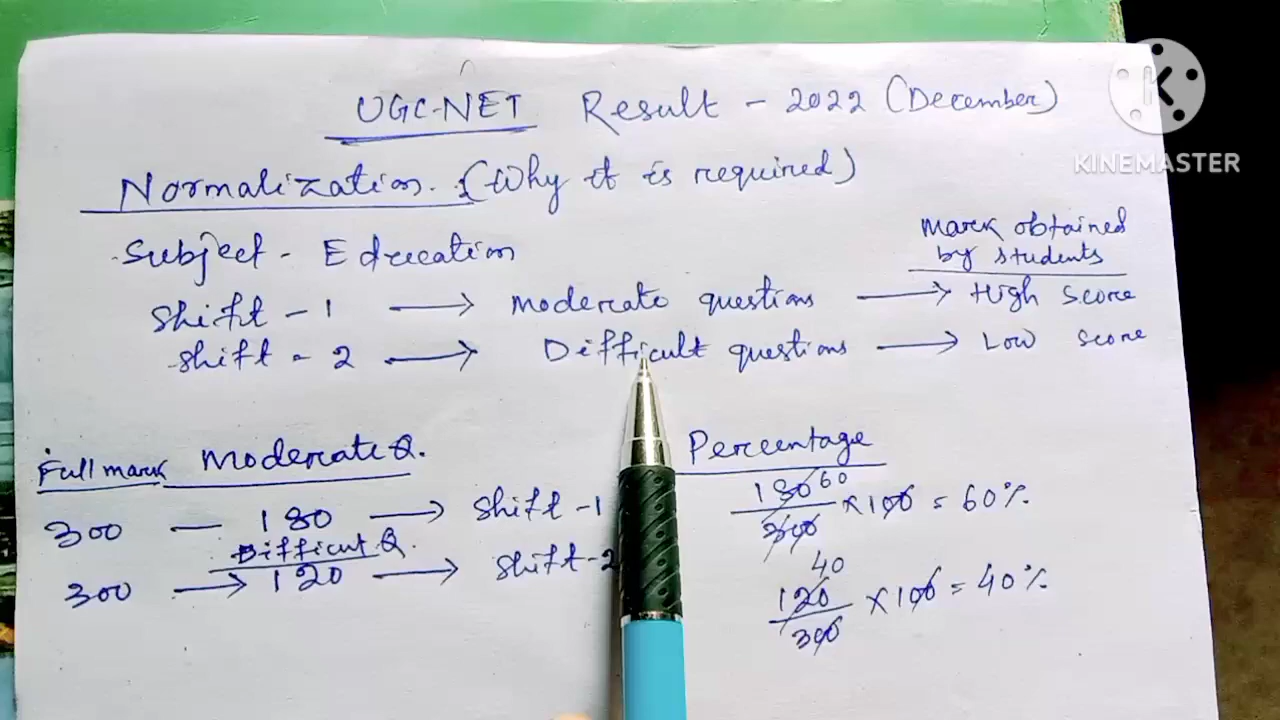 UGC-NET Result - 2022 (December)
KINEMASTER
Normalization. (Why it is required)
Subject - Education
Mark obtained
by students
Shift - 1 → Moderate questions → High score
Shift - 2 → Difficult questions → Low score
Full mark Moderate Q.
300 — 180 → Shift - 1
Difficult Q.
300 → 120 → Shift - 2
Percentage
180 60
300 × 100 = 60%
40
120
300 × 100 = 40%